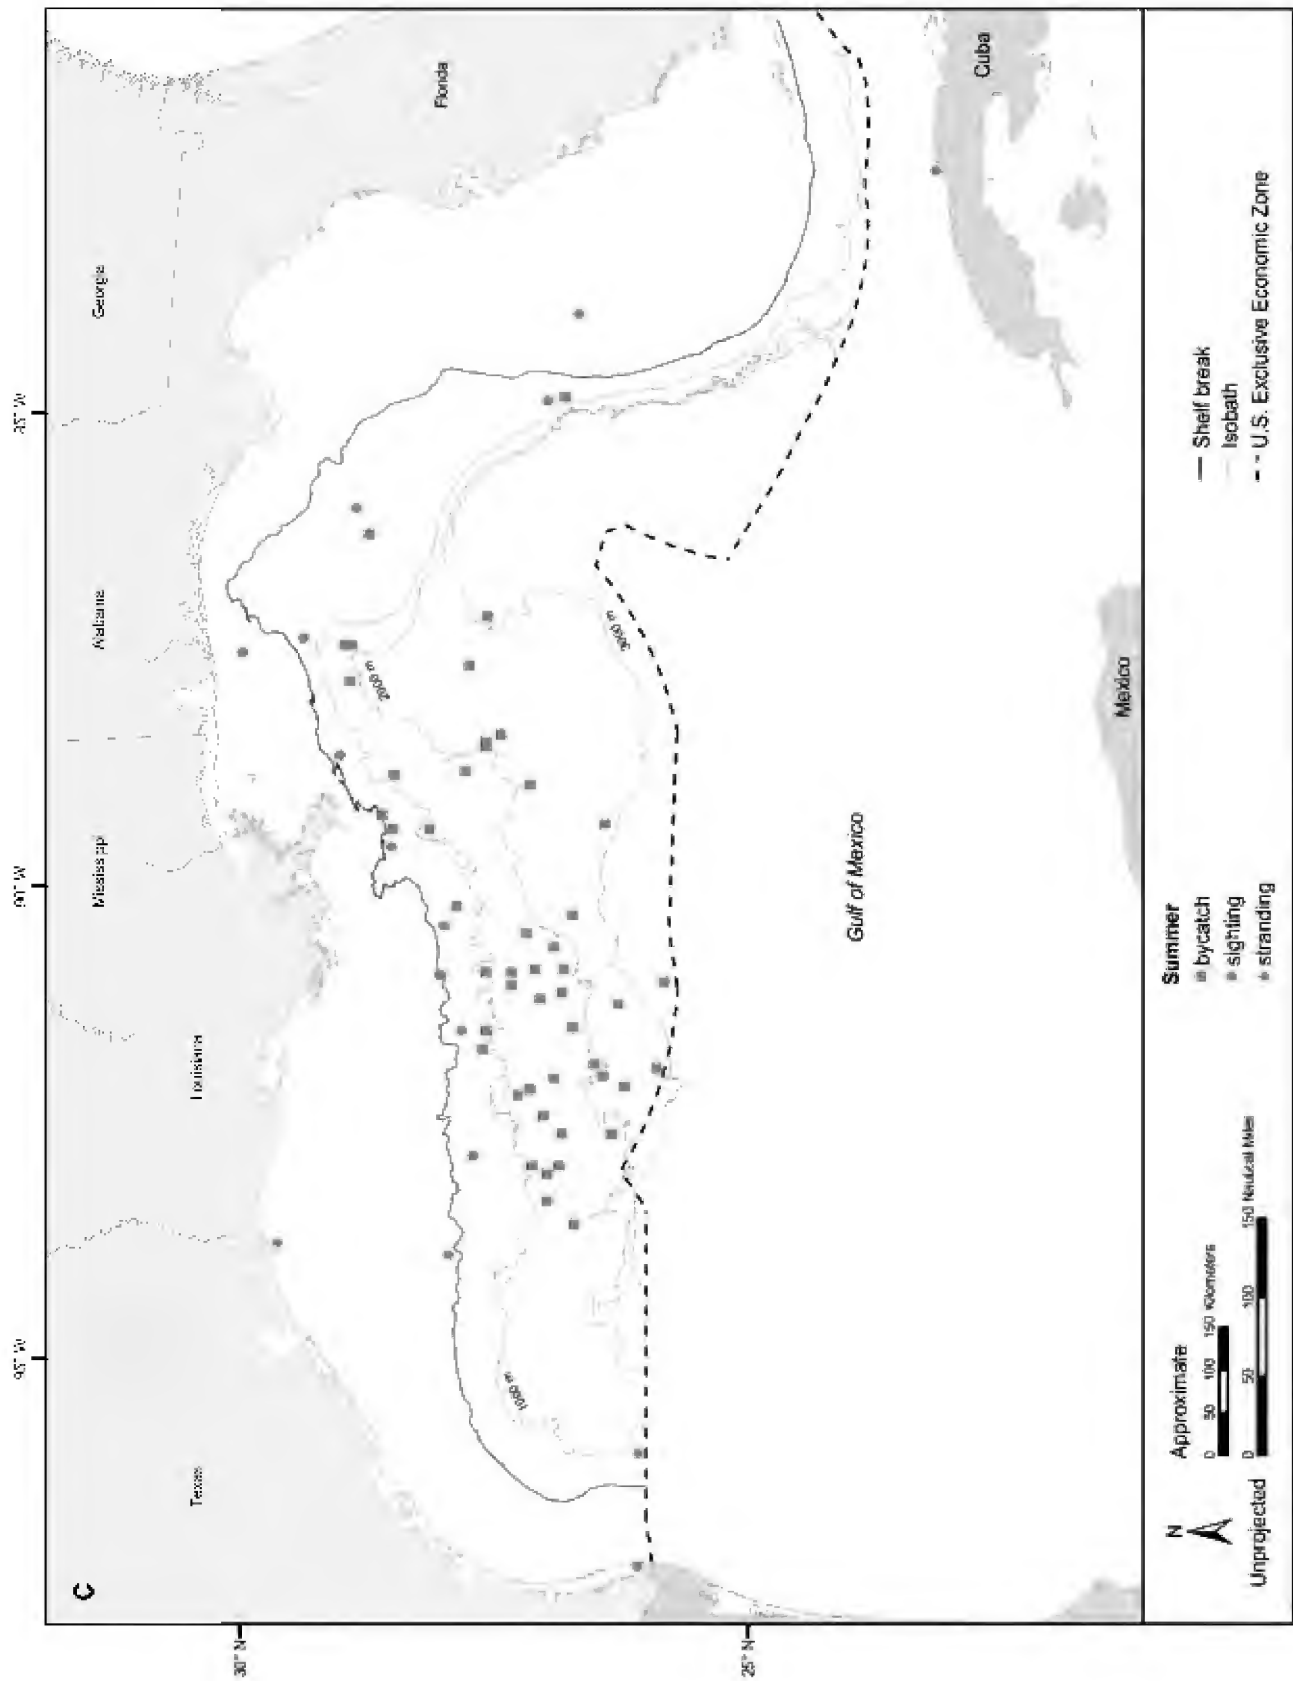 C
95° W
90° W
85° W
30° N
25° N
Texas
Louisiana
Mississippi
Alabama
Georgia
Florida
1000 m
2000 m
3000 m
Gulf of Mexico
Mexico
Cuba
N
Unprojected
Approximate
0 50 100 150 Kilometers
0 50 100 150 Nautical Miles
Summer
bycatch
sighting
stranding
Shelf break
Isobath
U.S. Exclusive Economic Zone